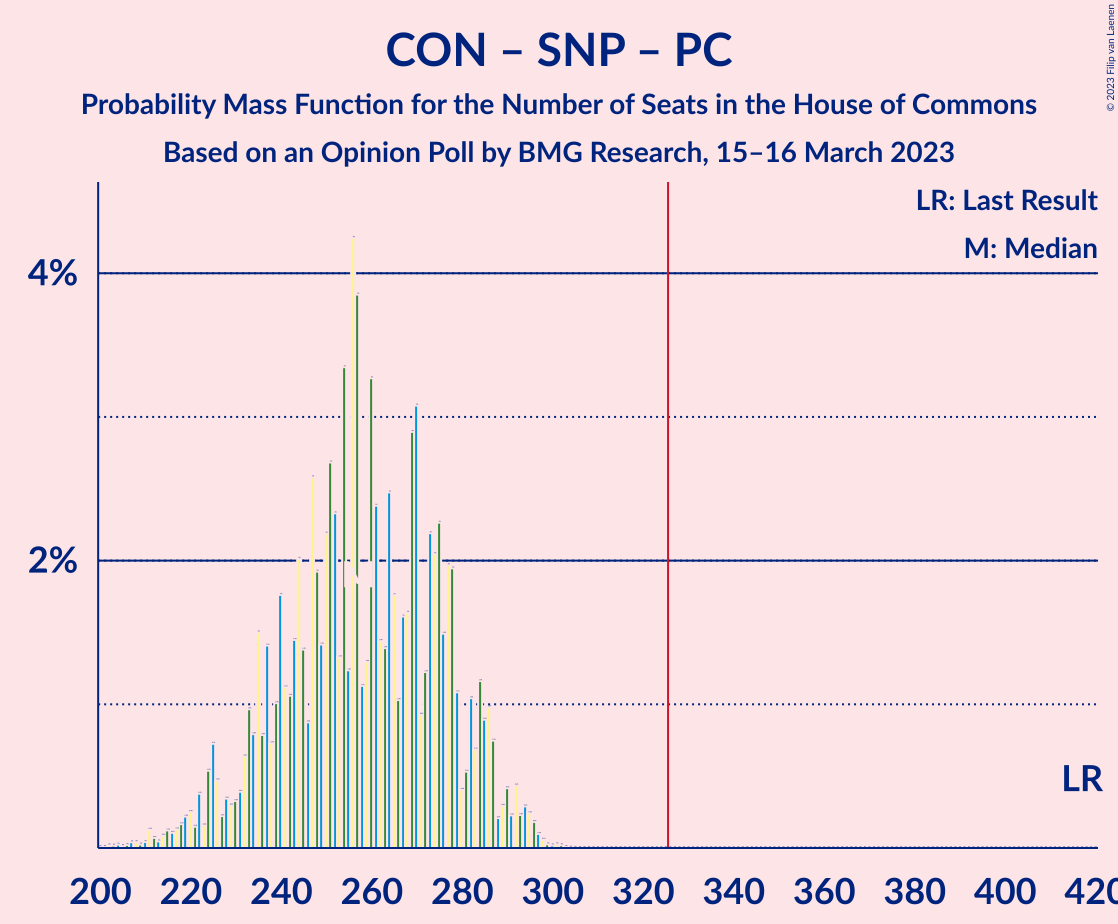 CON – SNP – PC
Probability Mass Function for the Number of Seats in the House of Commons
Based on an Opinion Poll by BMG Research, 15–16 March 2023
© 2023 Filip van Laenen
LR: Last Result
M: Median
4%
2%
LR
200 220 240 260 280 300 320 340 360 380 400 420